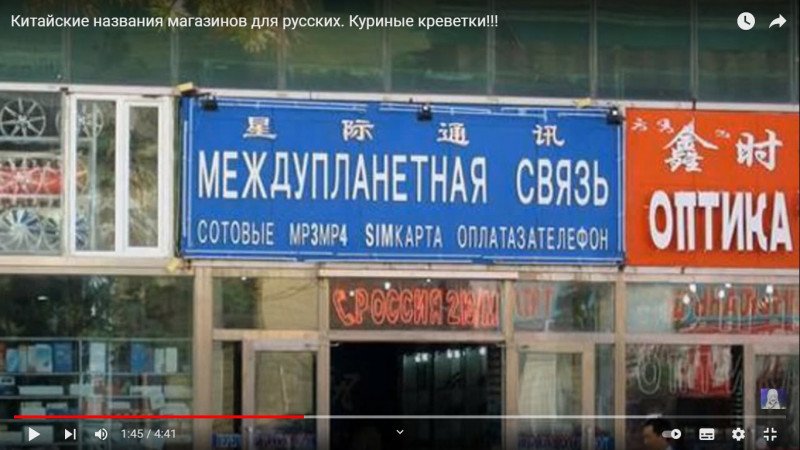 Китайские названия магазинов для русских. Куриные креветки!!!
星际通讯
МЕЖДУПЛАНЕТНАЯ СВЯЗЬ
СОТОВЫЕ MP3MP4 SIMКАРТА ОПЛАТАЗАТЕЛЕФОН
鑫时
ОПТИКА
РОССИЯ
ОПТИКА
1:45 / 4:41